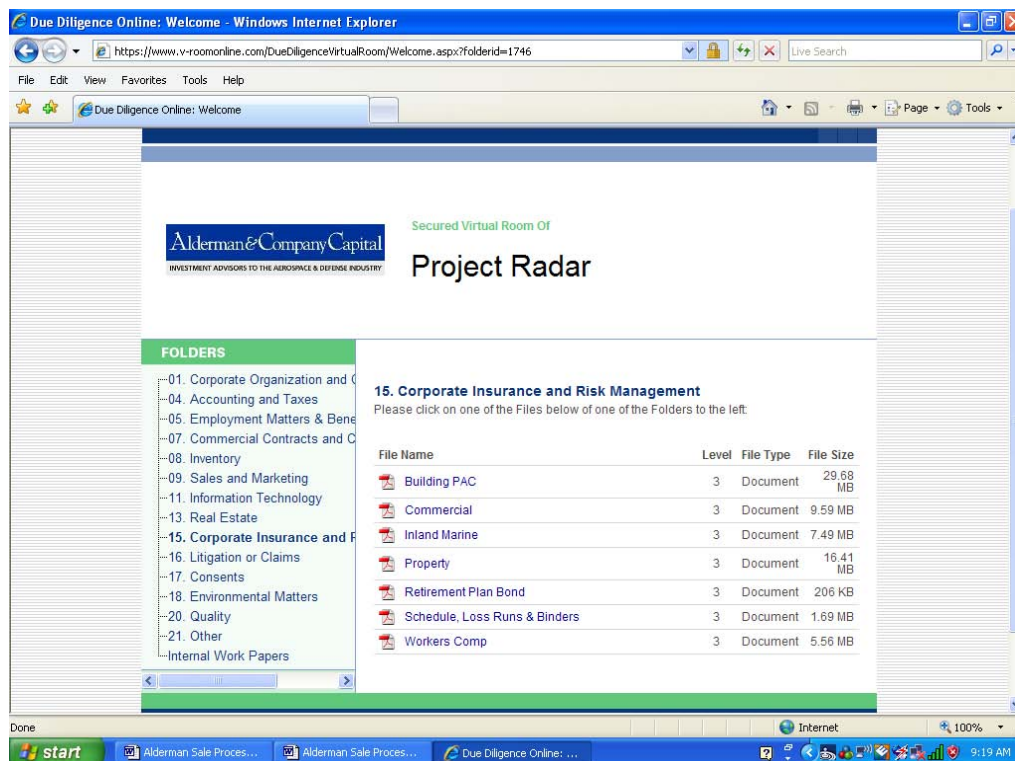 Due Diligence Online: Welcome - Windows Internet Explorer
https://www.v-roomonline.com/DueDiligenceVirtualRoom/Welcome.aspx?folderid=1746
Live Search
File Edit View Favorites Tools Help
Due Diligence Online: Welcome
Page Tools
Alderman & Company Capital
INVESTMENT ADVISORS TO THE AEROSPACE & DEFENSE INDUSTRY
Secured Virtual Room Of
Project Radar
FOLDERS
01. Corporate Organization and
04. Accounting and Taxes
05. Employment Matters & Bene
07. Commercial Contracts and C
08. Inventory
09. Sales and Marketing
11. Information Technology
13. Real Estate
15. Corporate Insurance and
16. Litigation or Claims
17. Consents
18. Environmental Matters
20. Quality
21. Other
Internal Work Papers
15. Corporate Insurance and Risk Management
Please click on one of the Files below of one of the Folders to the left:
File Name Level File Type File Size
Building PAC 3 Document 29.68 MB
Commercial 3 Document 9.59 MB
Inland Marine 3 Document 7.49 MB
Property 3 Document 16.41 MB
Retirement Plan Bond 3 Document 206 KB
Schedule, Loss Runs & Binders 3 Document 1.69 MB
Workers Comp 3 Document 5.56 MB
Done Internet 100%
start Alderman Sale Proces... Alderman Sale Proces... Due Diligence Online: ... 9:19 AM